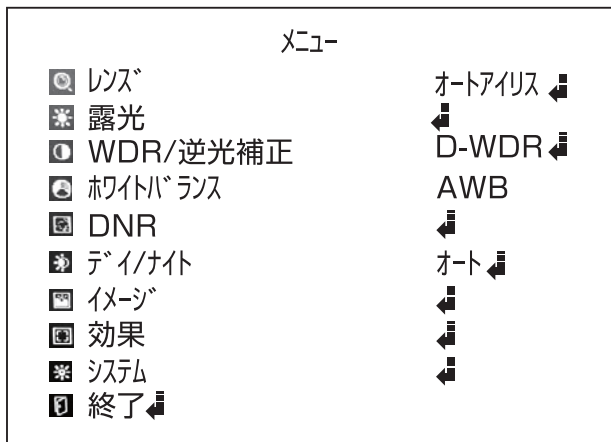 メニュー
レンズ オートアイリス
露光
WDR/逆光補正 D-WDR
ホワイトバランス AWB
DNR
デイ/ナイト オート
イメージ
効果
システム
終了